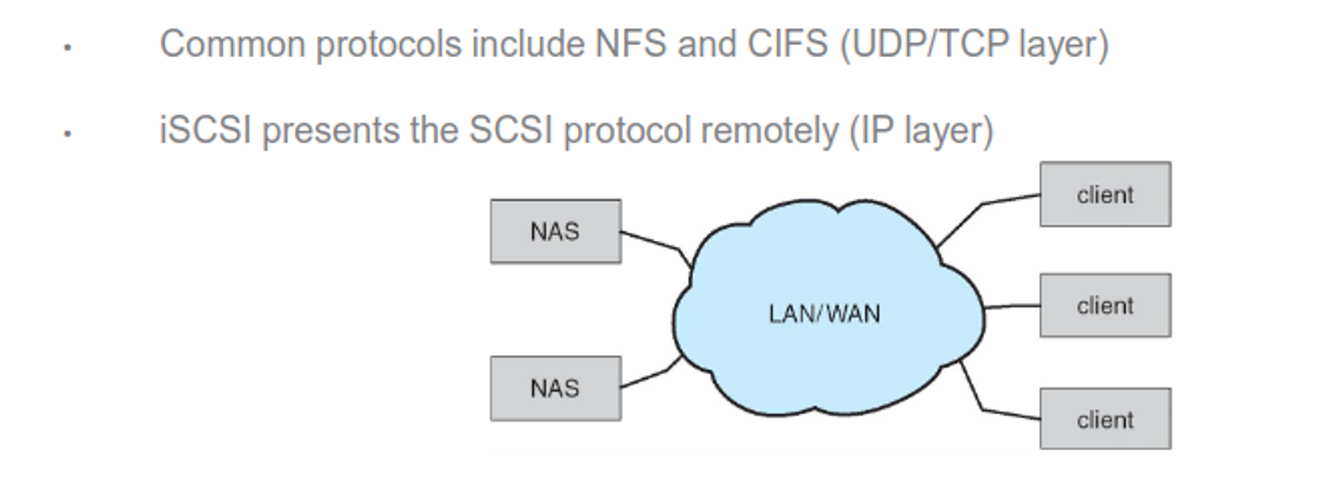 · Common protocols include NFS and CIFS (UDP/TCP layer)
· iSCSI presents the SCSI protocol remotely (IP layer)
client
NAS
client
LAN/WAN
NAS
client